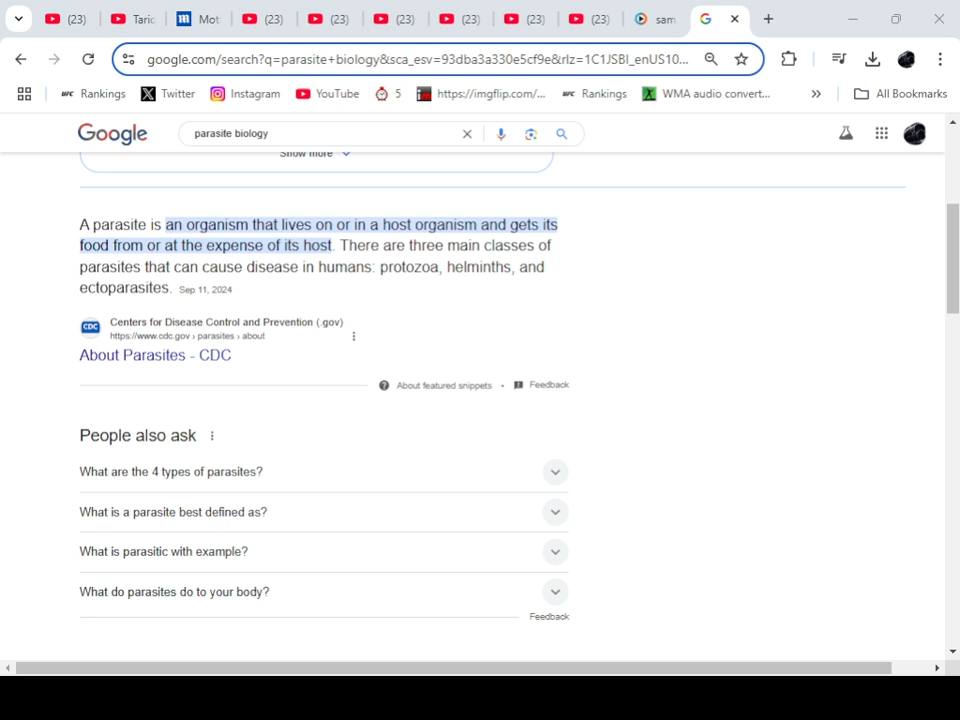 (23)
Taric
Mot
(23)
(23)
(23)
(23)
(23)
(23)
sam
google.com/search?q=parasite+biology&sca_esv=93dba3a330e5cf9e&rlz=1C1JSBI_enUS10...
UFC Rankings
Twitter
Instagram
YouTube
5
https://imgflip.com/...
UFC Rankings
WMA audio convert...
All Bookmarks
Google
parasite biology
Show more
A parasite is an organism that lives on or in a host organism and gets its
food from or at the expense of its host. There are three main classes of
parasites that can cause disease in humans: protozoa, helminths, and
ectoparasites. Sep 11, 2024
CDC
Centers for Disease Control and Prevention (.gov)
https://www.cdc.gov › parasites › about
About Parasites - CDC
About featured snippets • Feedback
People also ask
What are the 4 types of parasites?
What is a parasite best defined as?
What is parasitic with example?
What do parasites do to your body?
Feedback